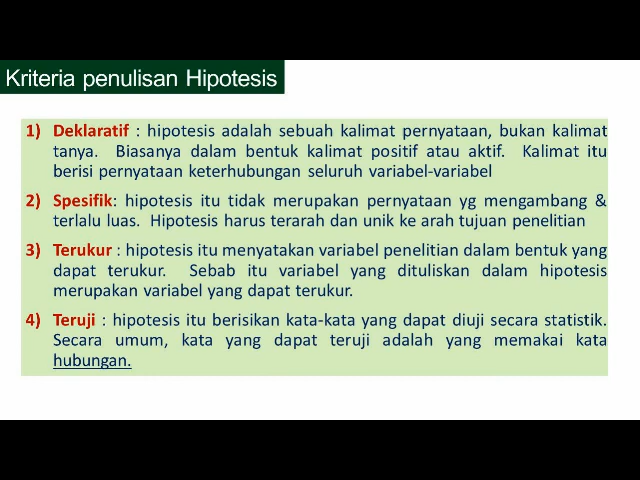 Kriteria penulisan Hipotesis
1) Deklaratif : hipotesis adalah sebuah kalimat pernyataan, bukan kalimat
tanya. Biasanya dalam bentuk kalimat positif atau aktif. Kalimat itu
berisi pernyataan keterhubungan seluruh variabel-variabel
2) Spesifik: hipotesis itu tidak merupakan pernyataan yg mengambang &
terlalu luas. Hipotesis harus terarah dan unik ke arah tujuan penelitian
3) Terukur : hipotesis itu menyatakan variabel penelitian dalam bentuk yang
dapat terukur. Sebab itu variabel yang dituliskan dalam hipotesis
merupakan variabel yang dapat terukur.
4) Teruji : hipotesis itu berisikan kata-kata yang dapat diuji secara statistik.
Secara umum, kata yang dapat teruji adalah yang memakai kata
hubungan.